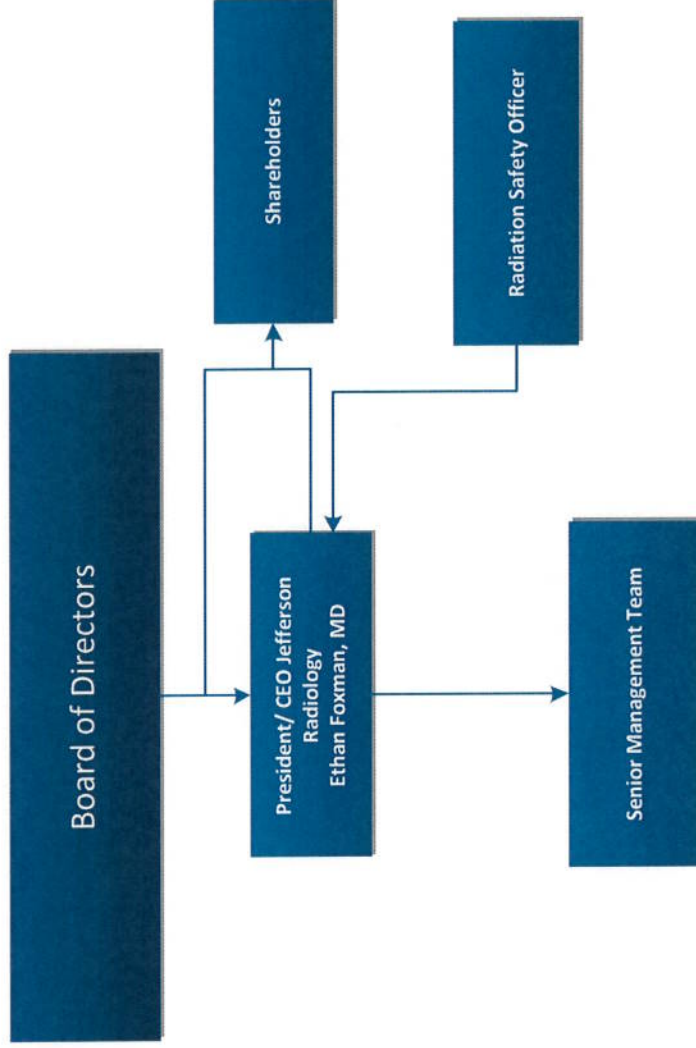 Board of Directors
Shareholders
President/ CEO Jefferson
Radiology
Ethan Foxman, MD
Radiation Safety Officer
Senior Management Team